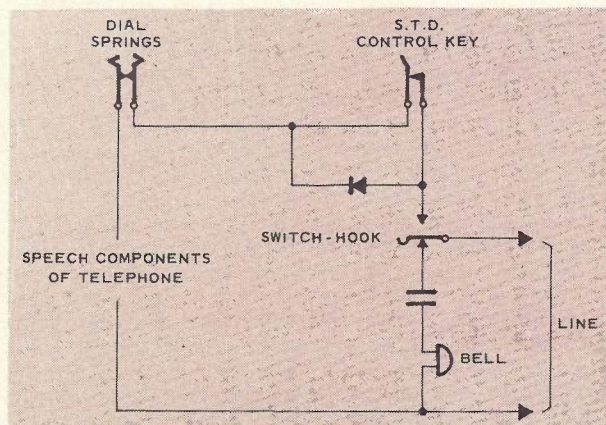 DIAL
SPRINGS
S.T.D.
CONTROL KEY
SWITCH-HOOK
SPEECH COMPONENTS
OF TELEPHONE
LINE
BELL